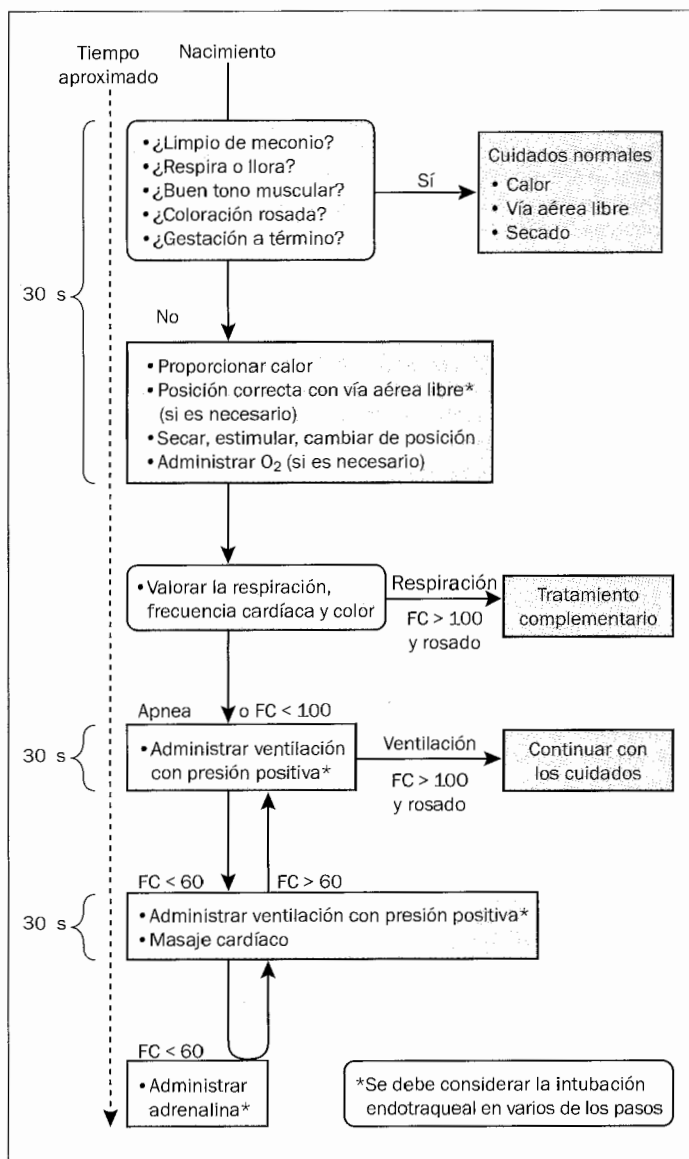 Tiempo
aproximado
Nacimiento
• ¿Limpio de meconio?
• ¿Respira o llora?
• ¿Buen tono muscular?
• ¿Coloración rosada?
• ¿Gestación a término?
Sí
Cuidados normales
• Calor
• Vía aérea libre
• Secado
30 s
No
• Proporcionar calor
• Posición correcta con vía aérea libre*
(si es necesario)
• Secar, estimular, cambiar de posición
• Administrar O₂ (si es necesario)
• Valorar la respiración,
frecuencia cardíaca y color
Respiración
FC > 100
y rosado
Tratamiento
complementario
Apnea o FC < 100
30 s
• Administrar ventilación
con presión positiva*
Ventilación
FC > 100
y rosado
Continuar con
los cuidados
FC < 60 FC > 60
30 s
• Administrar ventilación con presión positiva*
• Masaje cardíaco
FC < 60
• Administrar
adrenalina*
*Se debe considerar la intubación
endotraqueal en varios de los pasos